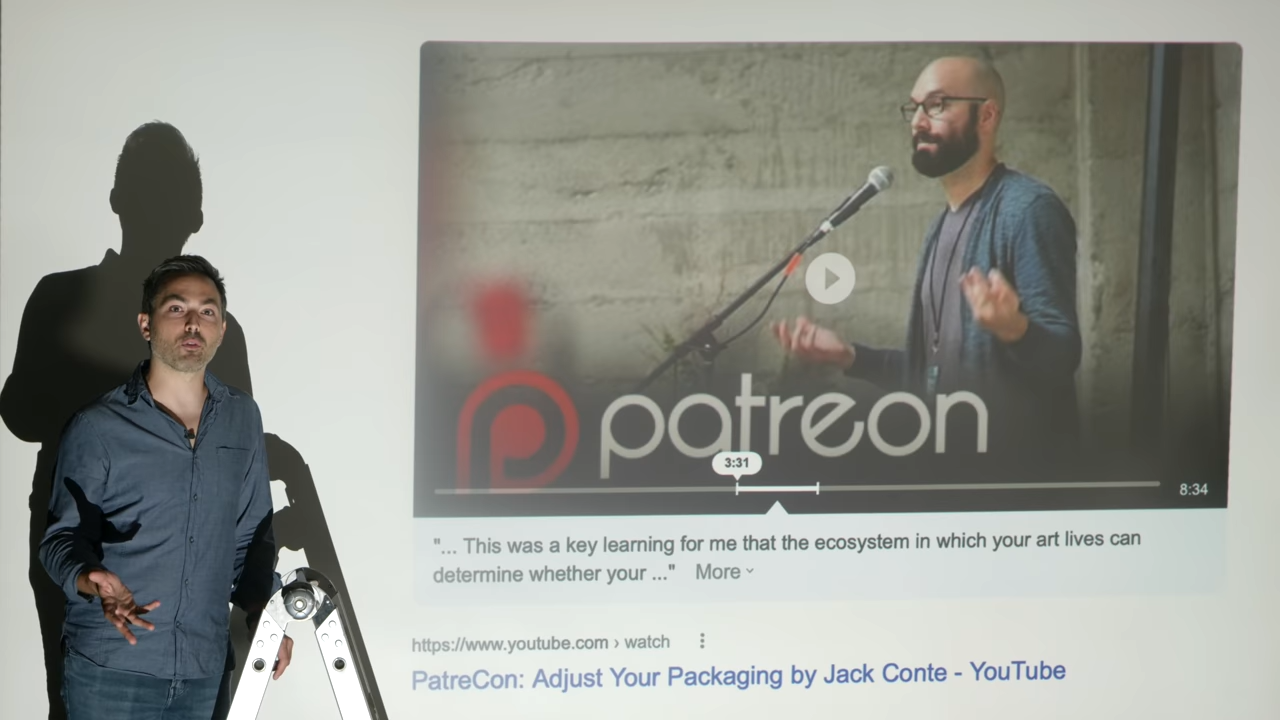 patreon
3:31
8:34
"... This was a key learning for me that the ecosystem in which your art lives can
determine whether your ..." More
https://www.youtube.com › watch
PatreCon: Adjust Your Packaging by Jack Conte - YouTube